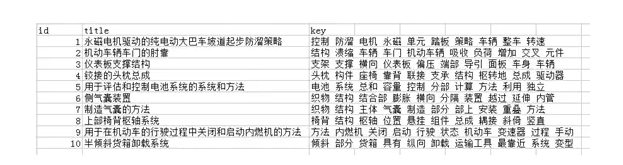 id title key
1 永磁电机驱动的纯电动大巴车坡道起步防溜策略 控制 防溜 电机 永磁 单元 踏板 策略 车辆 整车 转速
2 机动车辆车门的肘靠 结构 溃缩 车辆 车门 机动车辆 吸收 负荷 增加 交叉 元件
3 仪表板支撑结构 支架 支撑 横向 仪表板 偏压 端部 导引 面板 车身 车辆
4 铰接的头枕总成 头枕 构件 座椅 靠背 联接 支承 结构 枢转地 总成 驱动器
5 用于评估和控制电池系统的系统和方法 电池 系统 总和 容量 控制 分部 计算 方法 利用 独立
6 侧气囊装置 织物 结构 结合部 膨胀 横向 分隔 装置 越过 延伸 内管
7 制造气囊的方法 织物 结构 主体 气囊 制造 部分 部上 安装 重叠 方法
8 上部椅背枢轴系统 椅背 结构 枢轴 位置 悬挂 组件 总成 耦接 斜倚 竖直
9 用于在机动车的行驶过程中关闭和启动内燃机的方法 方法 内燃机 关闭 启动 行驶 状态 机动车 变速器 过程 手动
10 半倾斜货箱卸载系统 倾斜 部分 货箱 具有 纵向 卸载 运输工具 最靠近 系统 变型